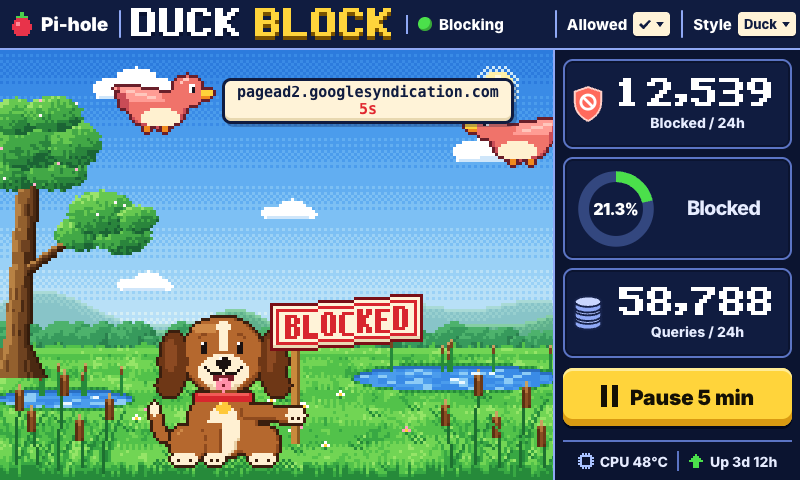 Pi-hole
DUCK BLOCK
Blocking
Allowed
Style
Duck
pagead2.googlesyndication.com
5s
BLOCKED
12,539
Blocked / 24h
21.3%
Blocked
58,788
Queries / 24h
Pause 5 min
CPU 48°C
Up 3d 12h